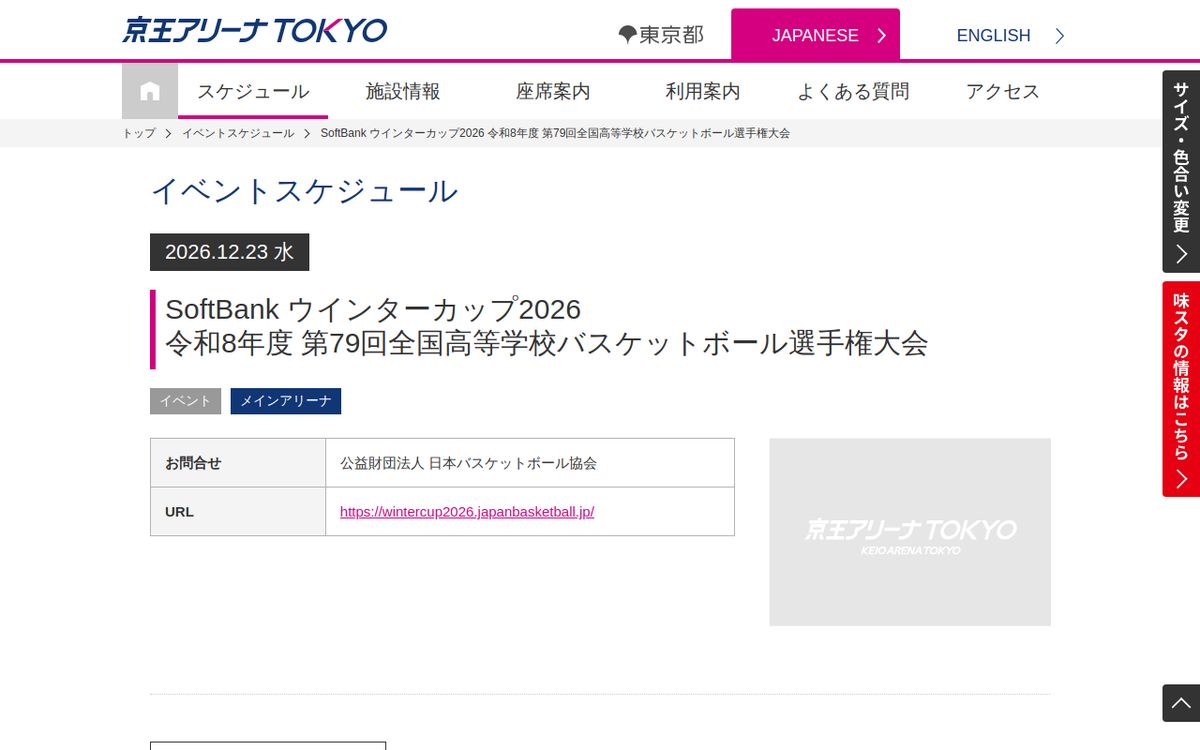 京王アリーナ TOKYO
東京都
JAPANESE
ENGLISH
スケジュール
施設情報
座席案内
利用案内
よくある質問
アクセス
トップ
イベントスケジュール
SoftBank ウインターカップ2026 令和8年度 第79回全国高等学校バスケットボール選手権大会
サイズ・色合い変更
味スタの情報はこちら
イベントスケジュール
2026.12.23 水
SoftBank ウインターカップ2026
令和8年度 第79回全国高等学校バスケットボール選手権大会
イベント
メインアリーナ
お問合せ
公益財団法人 日本バスケットボール協会
URL
https://wintercup2026.japanbasketball.jp/
京王アリーナ TOKYO
KEIO ARENA TOKYO